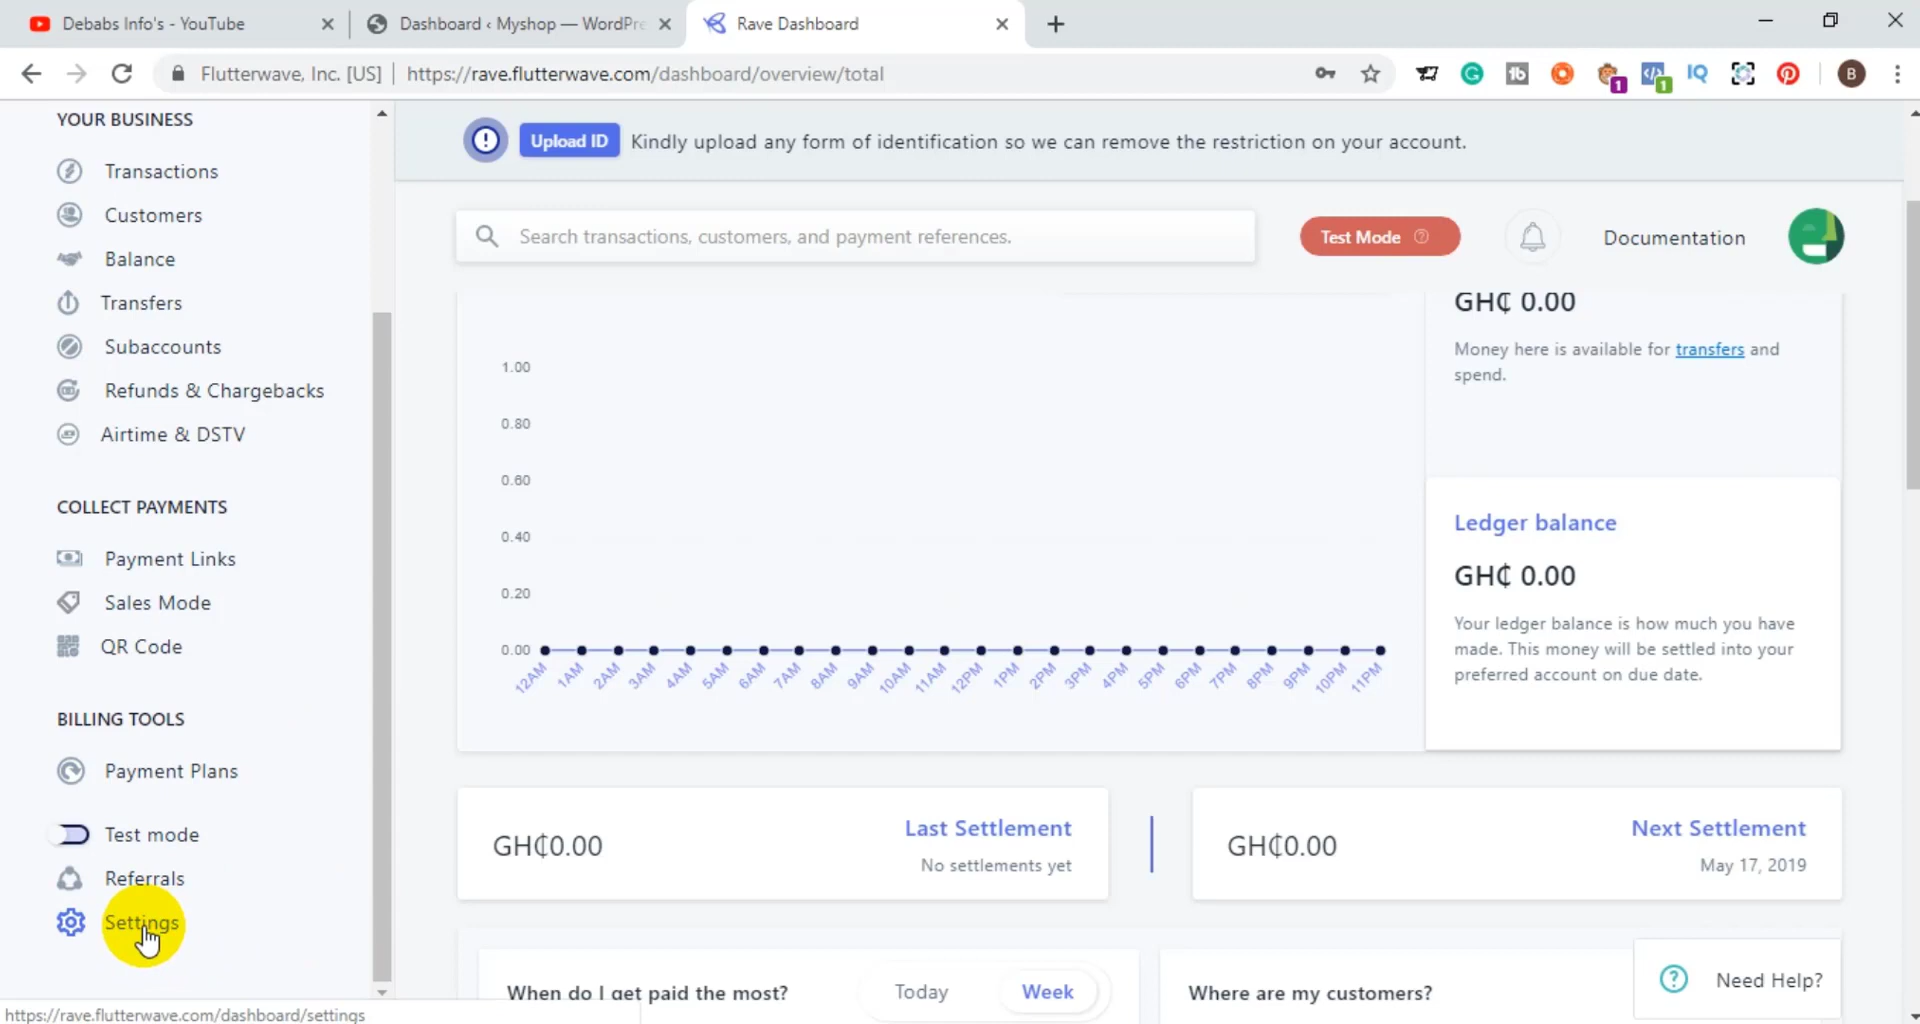 Debabs Info's - YouTube
Dashboard ‹ Myshop — WordPre
Rave Dashboard
Flutterwave, Inc. [US] | https://rave.flutterwave.com/dashboard/overview/total
1
1
IQ
B
YOUR BUSINESS
Transactions
Customers
Balance
Transfers
Subaccounts
Refunds & Chargebacks
Airtime & DSTV
COLLECT PAYMENTS
Payment Links
Sales Mode
QR Code
BILLING TOOLS
Payment Plans
Test mode
Referrals
Settings
https://rave.flutterwave.com/dashboard/settings
Upload ID Kindly upload any form of identification so we can remove the restriction on your account.
Search transactions, customers, and payment references.
Test Mode
Documentation
1.00
0.80
0.60
0.40
0.20
0.00
12AM 1AM 2AM 3AM 4AM 5AM 6AM 7AM 8AM 9AM 10AM 11AM 12PM 1PM 2PM 3PM 4PM 5PM 6PM 7PM 8PM 9PM 10PM 11PM
GH₵ 0.00
Money here is available for transfers and
spend.
Ledger balance
GH₵ 0.00
Your ledger balance is how much you have
made. This money will be settled into your
preferred account on due date.
GH₵0.00
Last Settlement
No settlements yet
GH₵0.00
Next Settlement
May 17, 2019
When do I get paid the most?
Today
Week
Where are my customers?
Need Help?